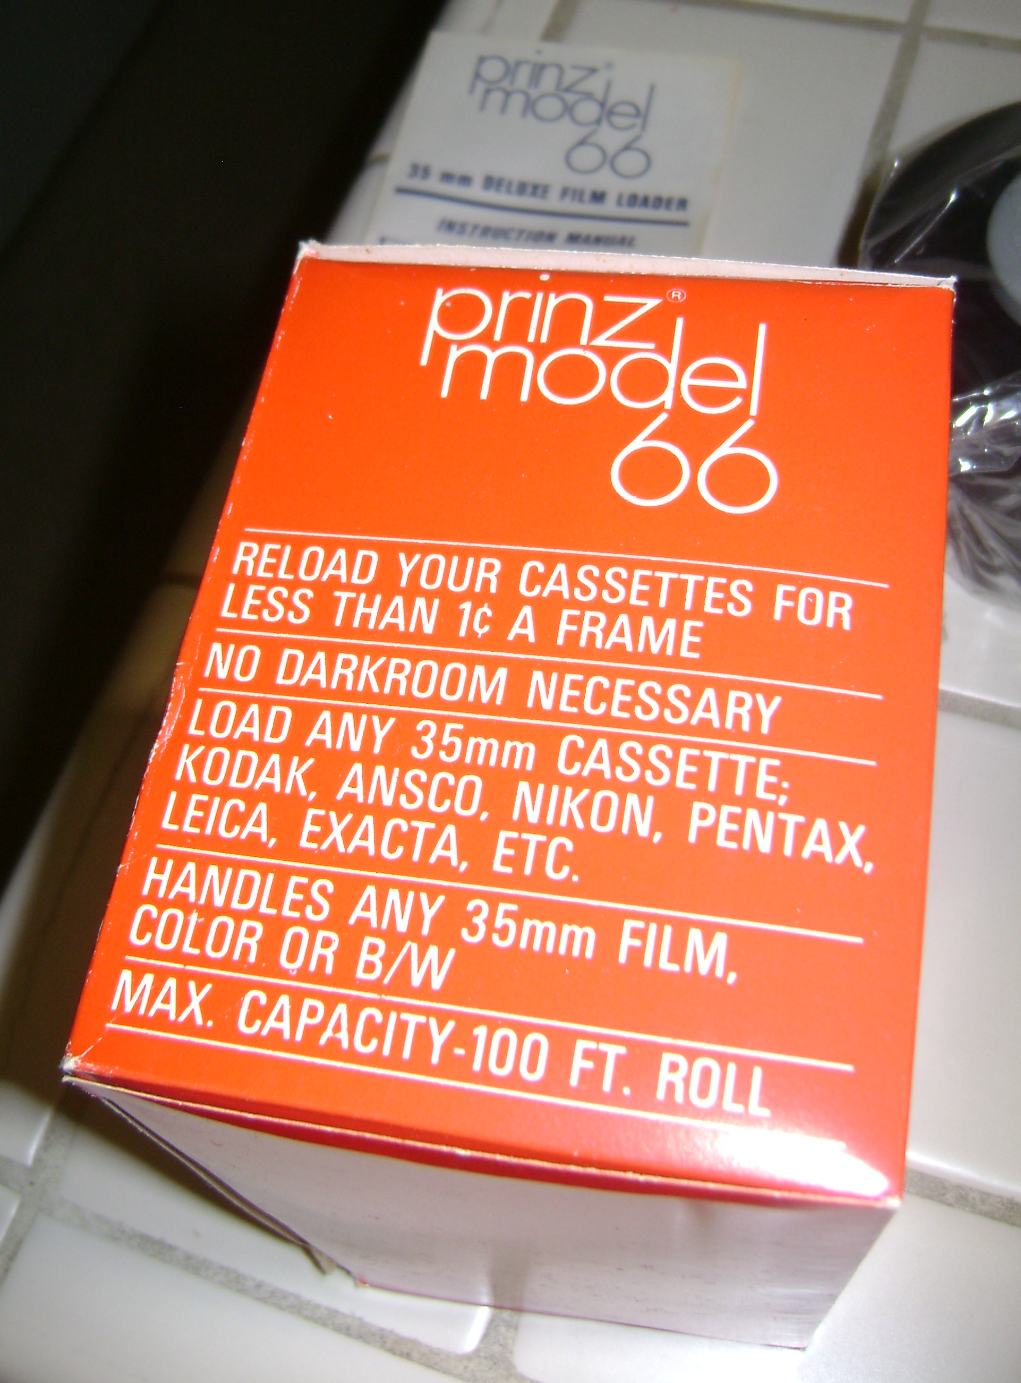 prinz
model
66
35 mm DELUXE FILM LOADER
INSTRUCTION MANUAL
prinz®
model
66
RELOAD YOUR CASSETTES FOR
LESS THAN 1¢ A FRAME
NO DARKROOM NECESSARY
LOAD ANY 35mm CASSETTE;
KODAK, ANSCO, NIKON, PENTAX,
LEICA, EXACTA, ETC.
HANDLES ANY 35mm FILM,
COLOR OR B/W
MAX. CAPACITY-100 FT. ROLL